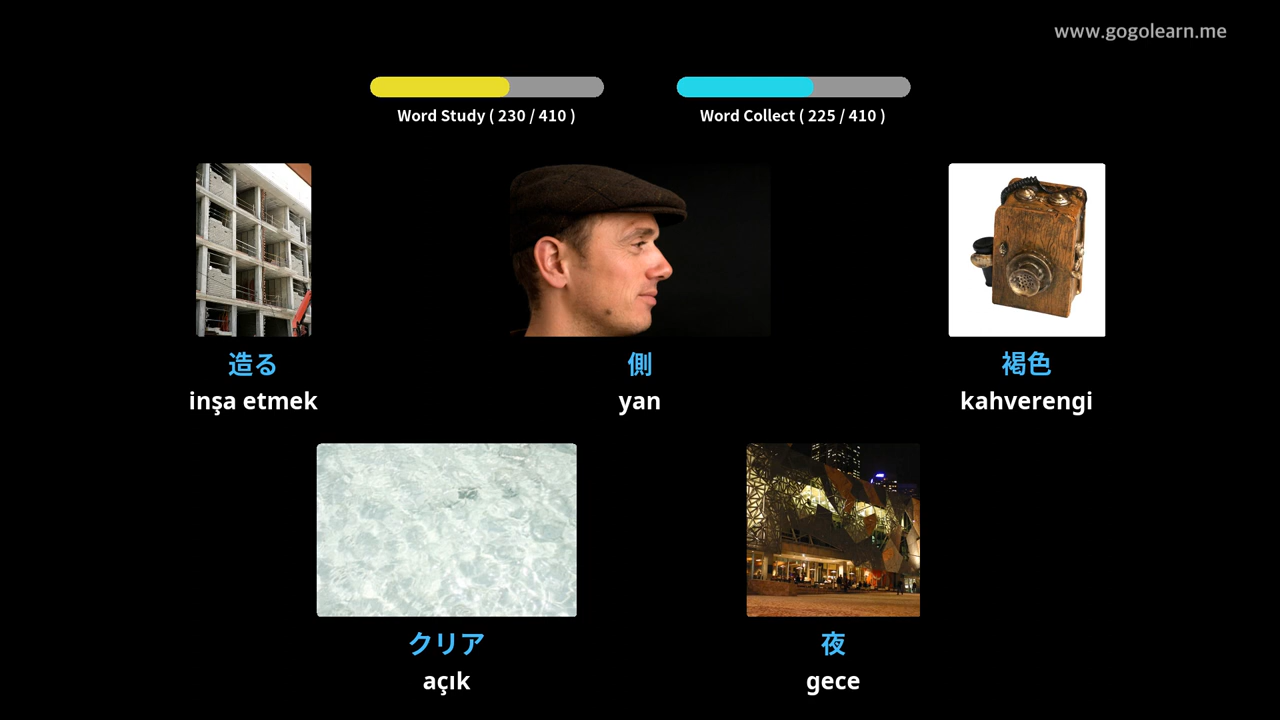 www.gogolearn.me
Word Study ( 230 / 410 )
Word Collect ( 225 / 410 )
造る
inşa etmek
側
yan
褐色
kahverengi
クリア
açık
夜
gece